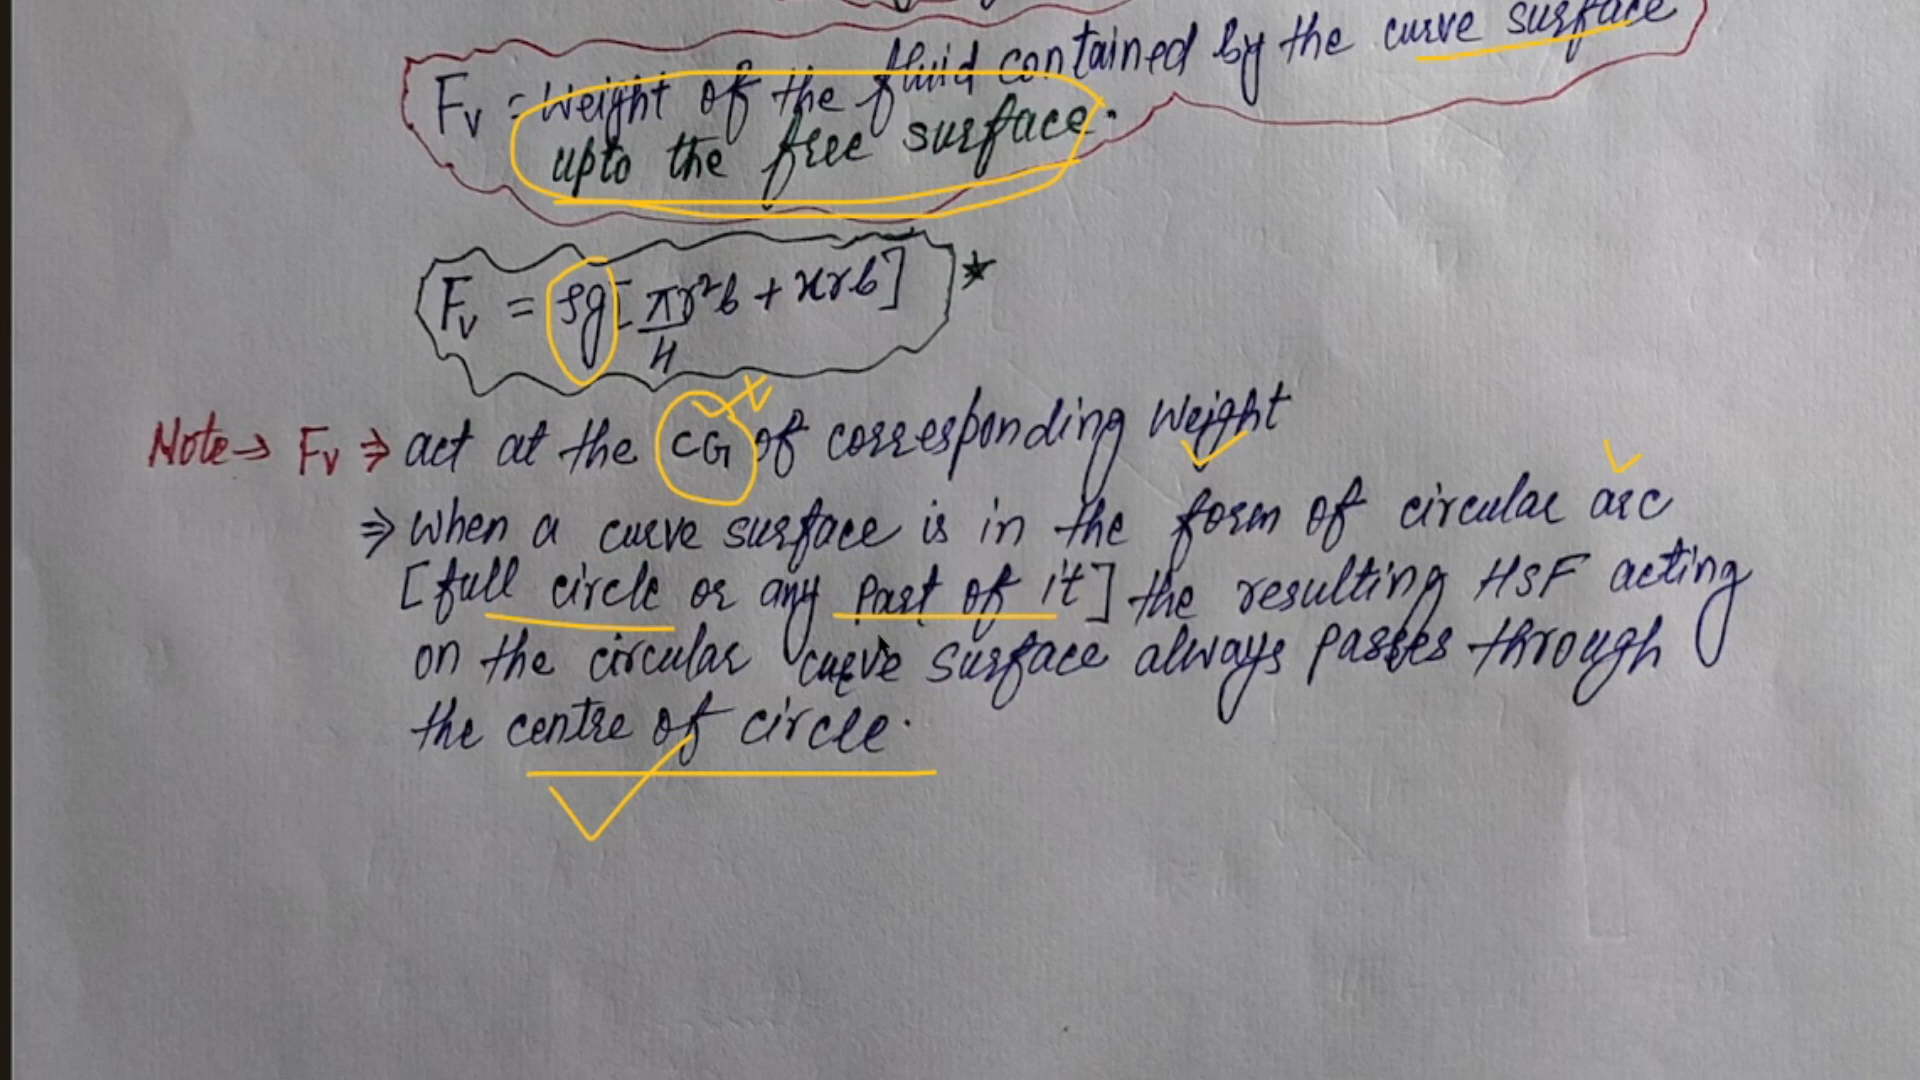 Fv = weight of the fluid contained by the curve surface
upto the free surface.
Fv = ρg[πr²b/4 + xrb] *
Note → Fv ⇒ act at the CG of corresponding weight
⇒ when a curve surface is in the form of circular arc
[full circle or any part of it] the resulting HSF acting
on the circular curve surface always passes through
the centre of circle.